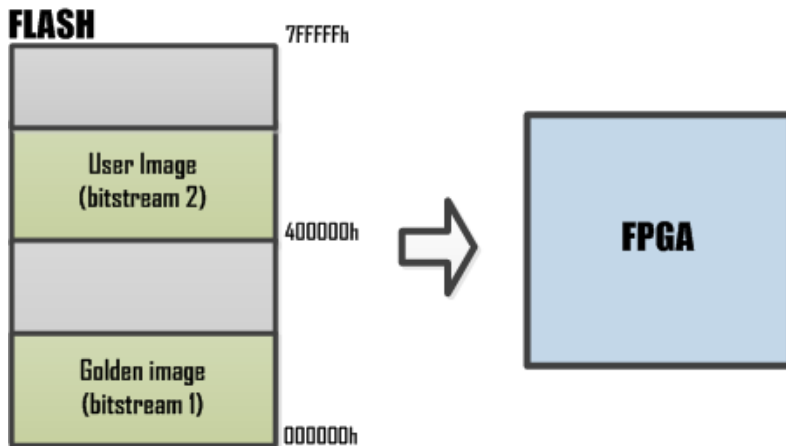 FLASH
7FFFFFh
User Image
(bitstream 2)
400000h
FPGA
Golden image
(bitstream 1)
000000h